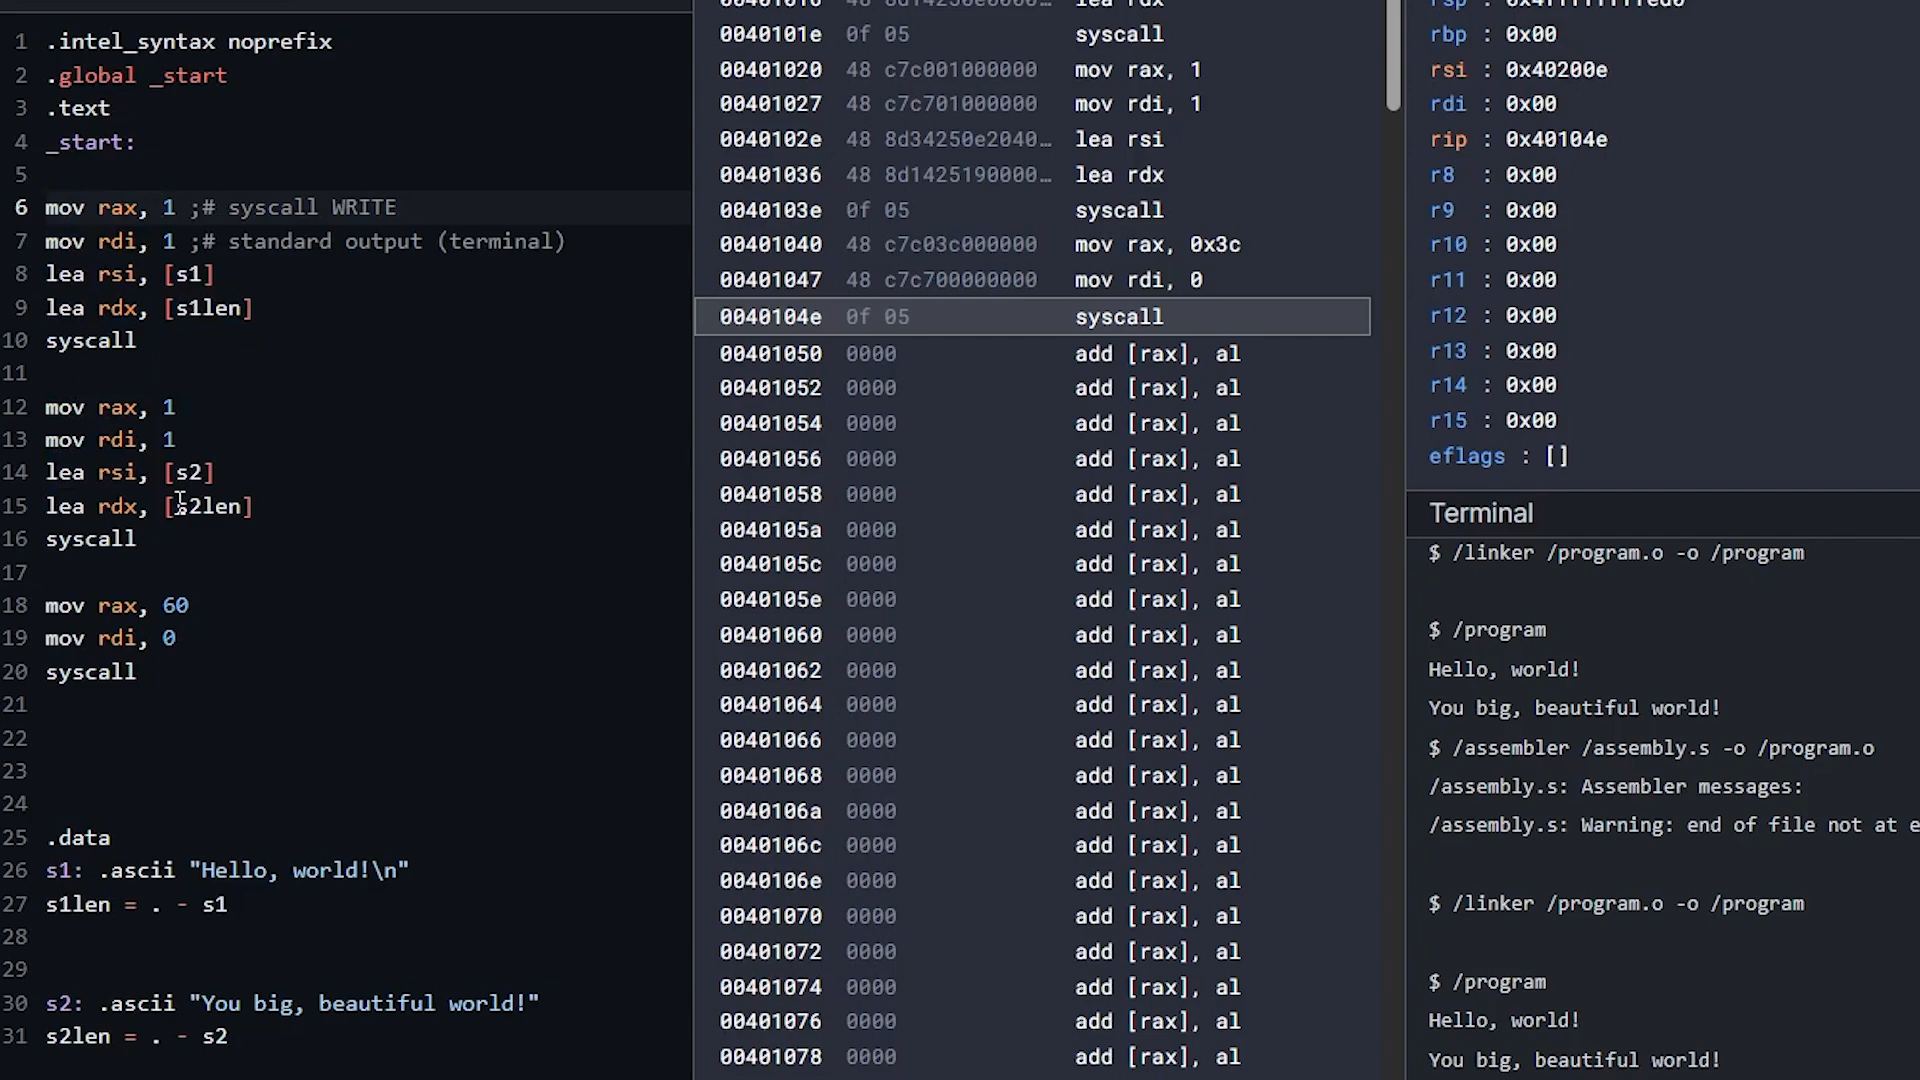 1 .intel_syntax noprefix
2 .global _start
3 .text
4 _start:
5
6 mov rax, 1 ;# syscall WRITE
7 mov rdi, 1 ;# standard output (terminal)
8 lea rsi, [s1]
9 lea rdx, [s1len]
10 syscall
11
12 mov rax, 1
13 mov rdi, 1
14 lea rsi, [s2]
15 lea rdx, [s2len]
16 syscall
17
18 mov rax, 60
19 mov rdi, 0
20 syscall
21
22
23
24
25 .data
26 s1: .ascii "Hello, world!\n"
27 s1len = . - s1
28
29
30 s2: .ascii "You big, beautiful world!"
31 s2len = . - s2
lea rdx
0040101e 0f 05 syscall
00401020 48 c7c001000000 mov rax, 1
00401027 48 c7c701000000 mov rdi, 1
0040102e 48 8d34250e2040… lea rsi
00401036 48 8d1425190000… lea rdx
0040103e 0f 05 syscall
00401040 48 c7c03c000000 mov rax, 0x3c
00401047 48 c7c700000000 mov rdi, 0
0040104e 0f 05 syscall
00401050 0000 add [rax], al
00401052 0000 add [rax], al
00401054 0000 add [rax], al
00401056 0000 add [rax], al
00401058 0000 add [rax], al
0040105a 0000 add [rax], al
0040105c 0000 add [rax], al
0040105e 0000 add [rax], al
00401060 0000 add [rax], al
00401062 0000 add [rax], al
00401064 0000 add [rax], al
00401066 0000 add [rax], al
00401068 0000 add [rax], al
0040106a 0000 add [rax], al
0040106c 0000 add [rax], al
0040106e 0000 add [rax], al
00401070 0000 add [rax], al
00401072 0000 add [rax], al
00401074 0000 add [rax], al
00401076 0000 add [rax], al
00401078 0000 add [rax], al
rsp :
rbp : 0x00
rsi : 0x40200e
rdi : 0x00
rip : 0x40104e
r8 : 0x00
r9 : 0x00
r10 : 0x00
r11 : 0x00
r12 : 0x00
r13 : 0x00
r14 : 0x00
r15 : 0x00
eflags : []
Terminal
$ /linker /program.o -o /program
$ /program
Hello, world!
You big, beautiful world!
$ /assembler /assembly.s -o /program.o
/assembly.s: Assembler messages:
/assembly.s: Warning: end of file not at e
$ /linker /program.o -o /program
$ /program
Hello, world!
You big, beautiful world!